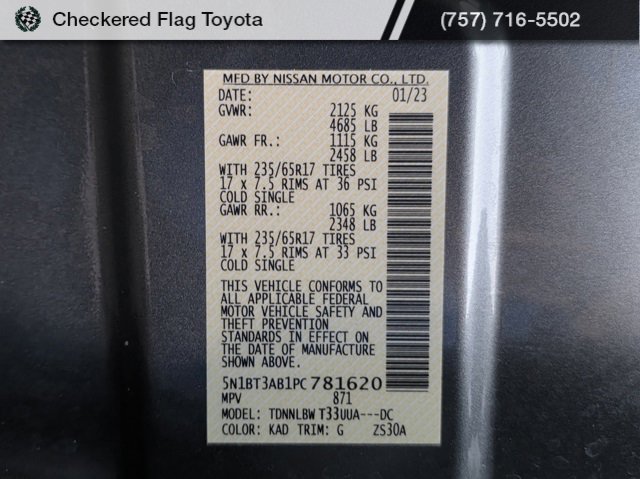 Checkered Flag Toyota
(757) 716-5502
MFD BY NISSAN MOTOR CO., LTD.
DATE: 01/23
GVWR: 2125 KG
4685 LB
GAWR FR.: 1115 KG
2458 LB
WITH 235/65R17 TIRES
17 x 7.5 RIMS AT 36 PSI
COLD SINGLE
GAWR RR.: 1065 KG
2348 LB
WITH 235/65R17 TIRES
17 x 7.5 RIMS AT 33 PSI
COLD SINGLE
THIS VEHICLE CONFORMS TO
ALL APPLICABLE FEDERAL
MOTOR VEHICLE SAFETY AND
THEFT PREVENTION
STANDARDS IN EFFECT ON
THE DATE OF MANUFACTURE
SHOWN ABOVE.
5N1BT3AB1PC781620
MPV 871
MODEL: TDNNLBW T33UUA---DC
COLOR: KAD TRIM: G ZS30A